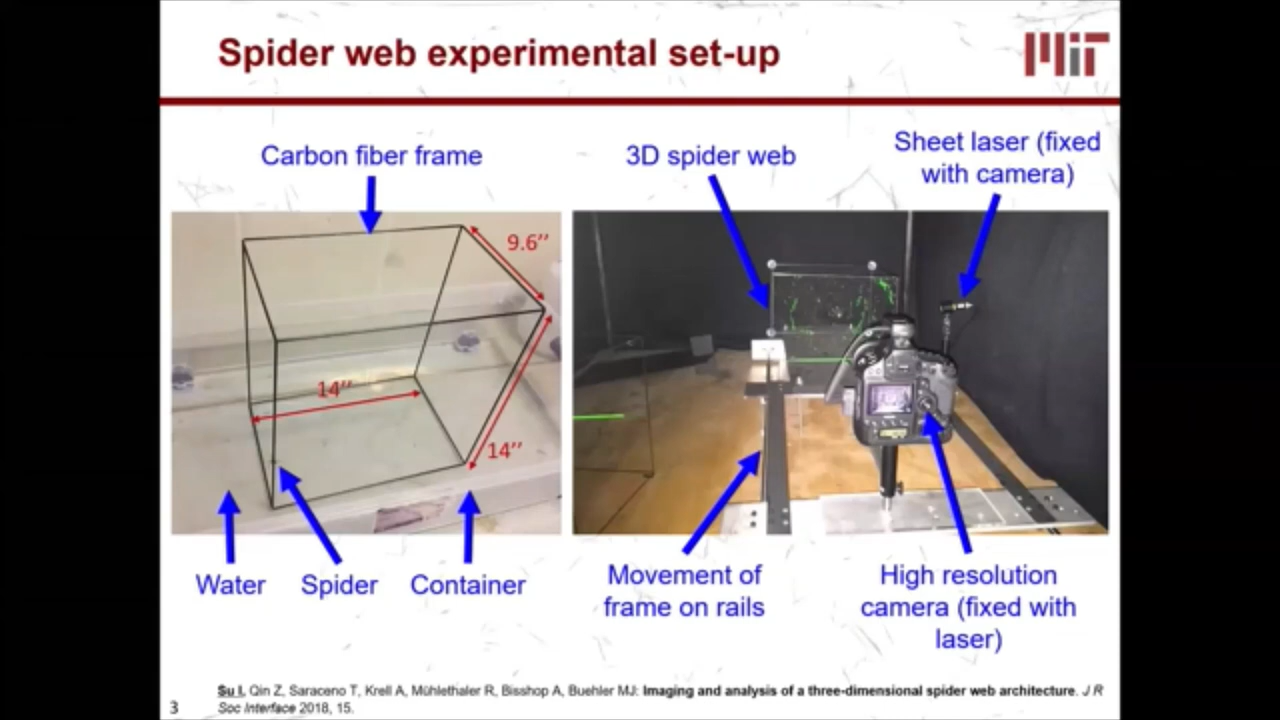 Spider web experimental set-up
MIT
Carbon fiber frame
3D spider web
Sheet laser (fixed
with camera)
9.6’’
14’’
14’’
Water
Spider
Container
Movement of
frame on rails
High resolution
camera (fixed with
laser)
Su I, Qin Z, Saraceno T, Krell A, Mühlethaler R, Bisshop A, Buehler MJ: Imaging and analysis of a three-dimensional spider web architecture. J R
Soc Interface 2018, 15.
3